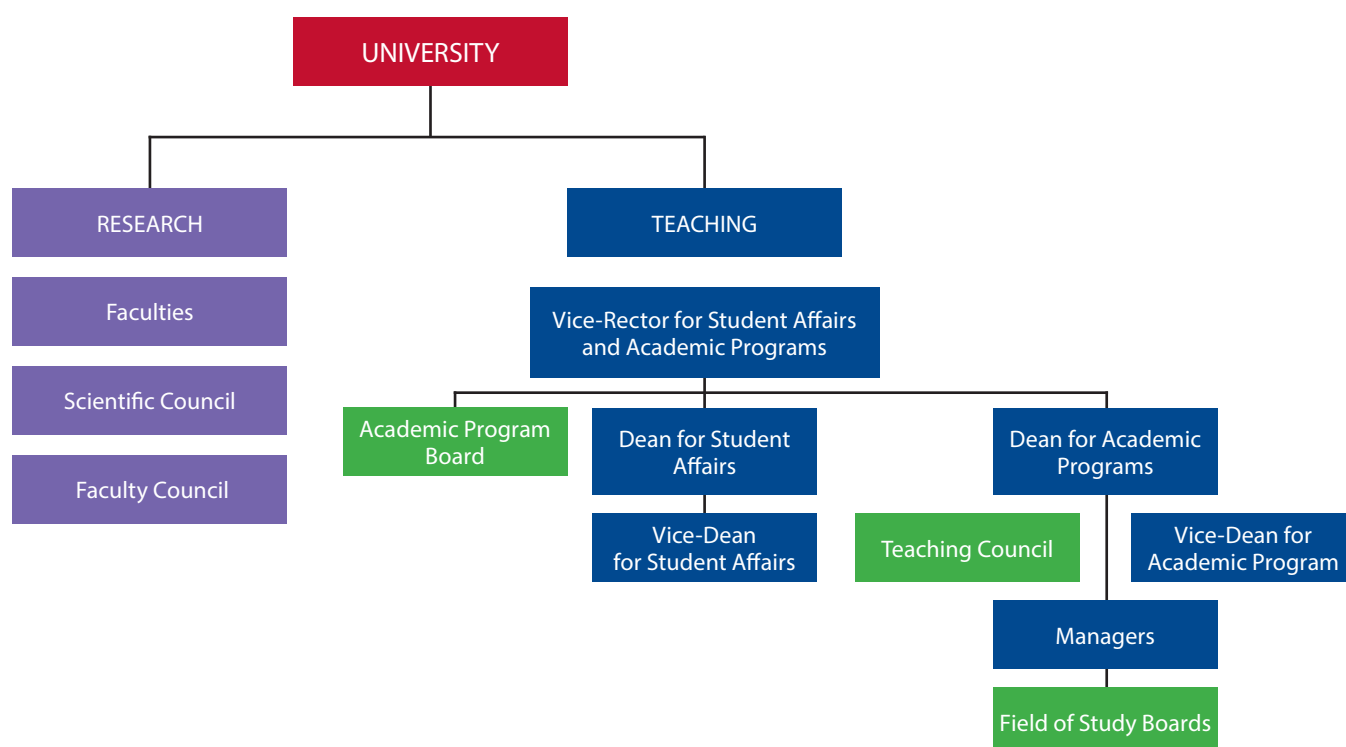 UNIVERSITY
RESEARCH
TEACHING
Faculties
Vice-Rector for Student Affairs
and Academic Programs
Scientific Council
Faculty Council
Academic Program
Board
Dean for Student
Affairs
Dean for Academic
Programs
Vice-Dean
for Student Affairs
Teaching Council
Vice-Dean for
Academic Program
Managers
Field of Study Boards